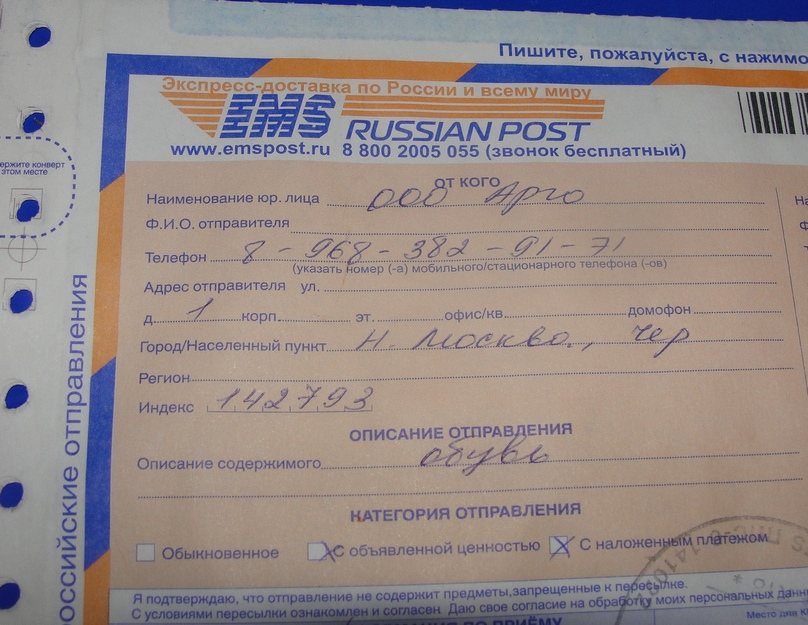 Пишите, пожалуйста, с нажимо
Экспресс-доставка по России и всему миру
EMS RUSSIAN POST
www.emspost.ru 8 800 2005 055 (звонок бесплатный)
ержите конверт
этом месте
ОТ КОГО
Наименование юр. лица ООО Арго
Ф.И.О. отправителя
Телефон 8-968-382-91-71
(указать номер (-а) мобильного/стационарного телефона (-ов)
Адрес отправителя ул.
д. 1 корп. эт. офис/кв. домофон
Город/Населенный пункт Н. Москва., чер
Регион
Индекс 142793
ОПИСАНИЕ ОТПРАВЛЕНИЯ
Описание содержимого обувь
КАТЕГОРИЯ ОТПРАВЛЕНИЯ
Обыкновенное С объявленной ценностью С наложенным платежом
Я подтверждаю, что отправление не содержит предметы,запрещенные к пересылке.
С условиями пересылки ознакомлен и согласен Даю свое согласие на обработку моих персональных данн
Место для к
оссийские отправления